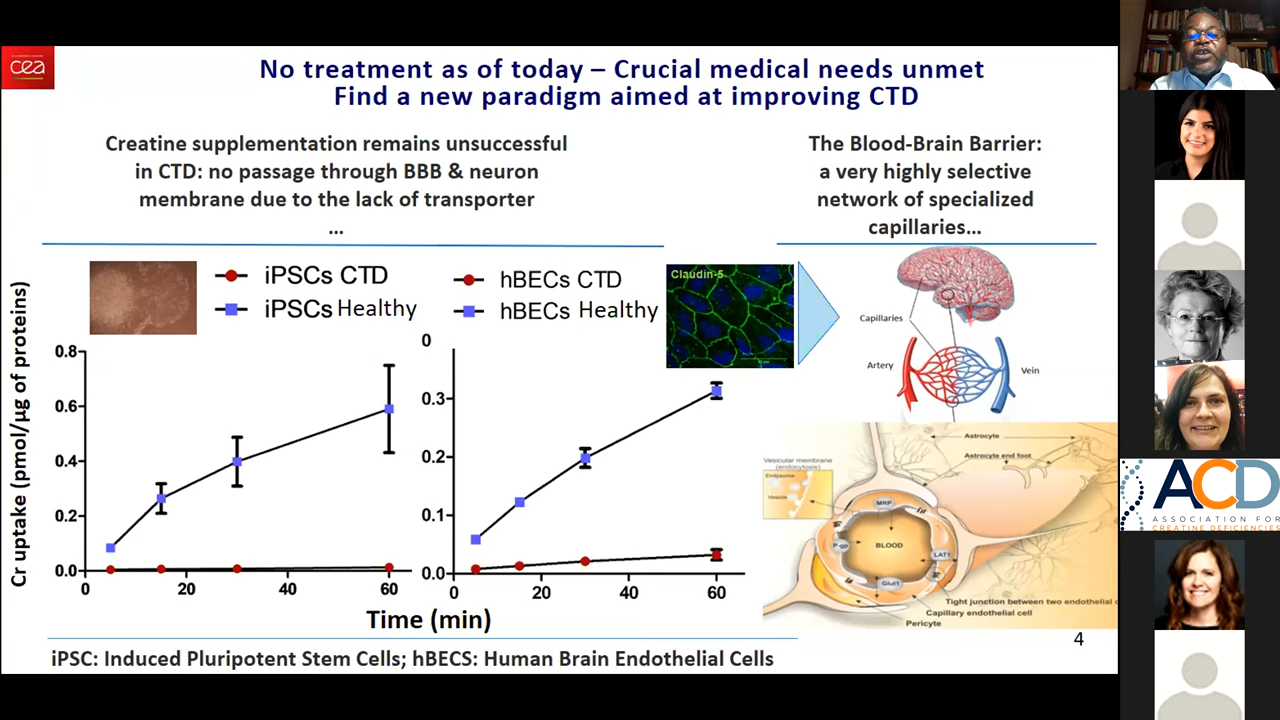 cea
No treatment as of today – Crucial medical needs unmet
Find a new paradigm aimed at improving CTD
Creatine supplementation remains unsuccessful
in CTD: no passage through BBB & neuron
membrane due to the lack of transporter
…
The Blood-Brain Barrier:
a very highly selective
network of specialized
capillaries…
iPSCs CTD
iPSCs Healthy
hBECs CTD
hBECs Healthy
Claudin-5
Cr uptake (pmol/µg of proteins)
0.8
0.6
0.4
0.2
0.0
0
20
40
60
0
0.3
0.2
0.1
0.0
0
20
40
60
Time (min)
Capillaries
Artery
Vein
Astrocyte
Astrocyte end foot
Vesicular membrane
(endocytosis)
Endosome
Vesicle
MRP
P-gp
BLOOD
LAT1
Glut1
Tight junction between two endothelial c
Capillary endothelial cell
Pericyte
4
iPSC: Induced Pluripotent Stem Cells; hBECS: Human Brain Endothelial Cells
ACD
ASSOCIATION FOR
CREATINE DEFICIENCIES